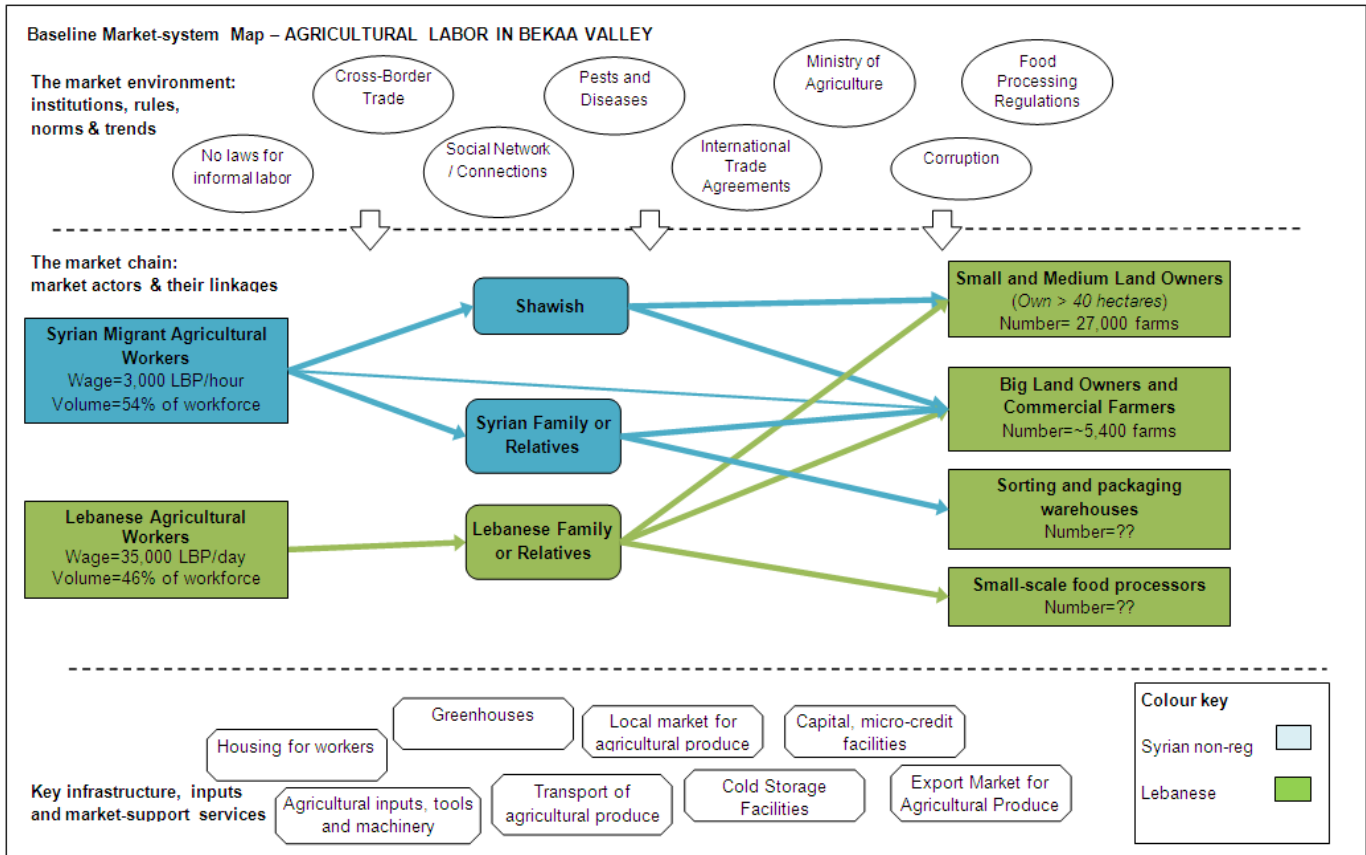 Baseline Market-system Map – AGRICULTURAL LABOR IN BEKAA VALLEY
The market environment:
institutions, rules,
norms & trends
Cross-Border
Trade
Pests and
Diseases
Ministry of
Agriculture
Food
Processing
Regulations
No laws for
informal labor
Social Network
/ Connections
International
Trade
Agreements
Corruption
The market chain:
market actors & their linkages
Syrian Migrant Agricultural
Workers
Wage=3,000 LBP/hour
Volume=54% of workforce
Lebanese Agricultural
Workers
Wage=35,000 LBP/day
Volume=46% of workforce
Shawish
Syrian Family or
Relatives
Lebanese Family
or Relatives
Small and Medium Land Owners
(Own > 40 hectares)
Number= 27,000 farms
Big Land Owners and
Commercial Farmers
Number=~5,400 farms
Sorting and packaging
warehouses
Number=??
Small-scale food processors
Number=??
Key infrastructure, inputs
and market-support services
Housing for workers
Greenhouses
Local market for
agricultural produce
Capital, micro-credit
facilities
Agricultural inputs, tools
and machinery
Transport of
agricultural produce
Cold Storage
Facilities
Export Market for
Agricultural Produce
Colour key
Syrian non-reg
Lebanese